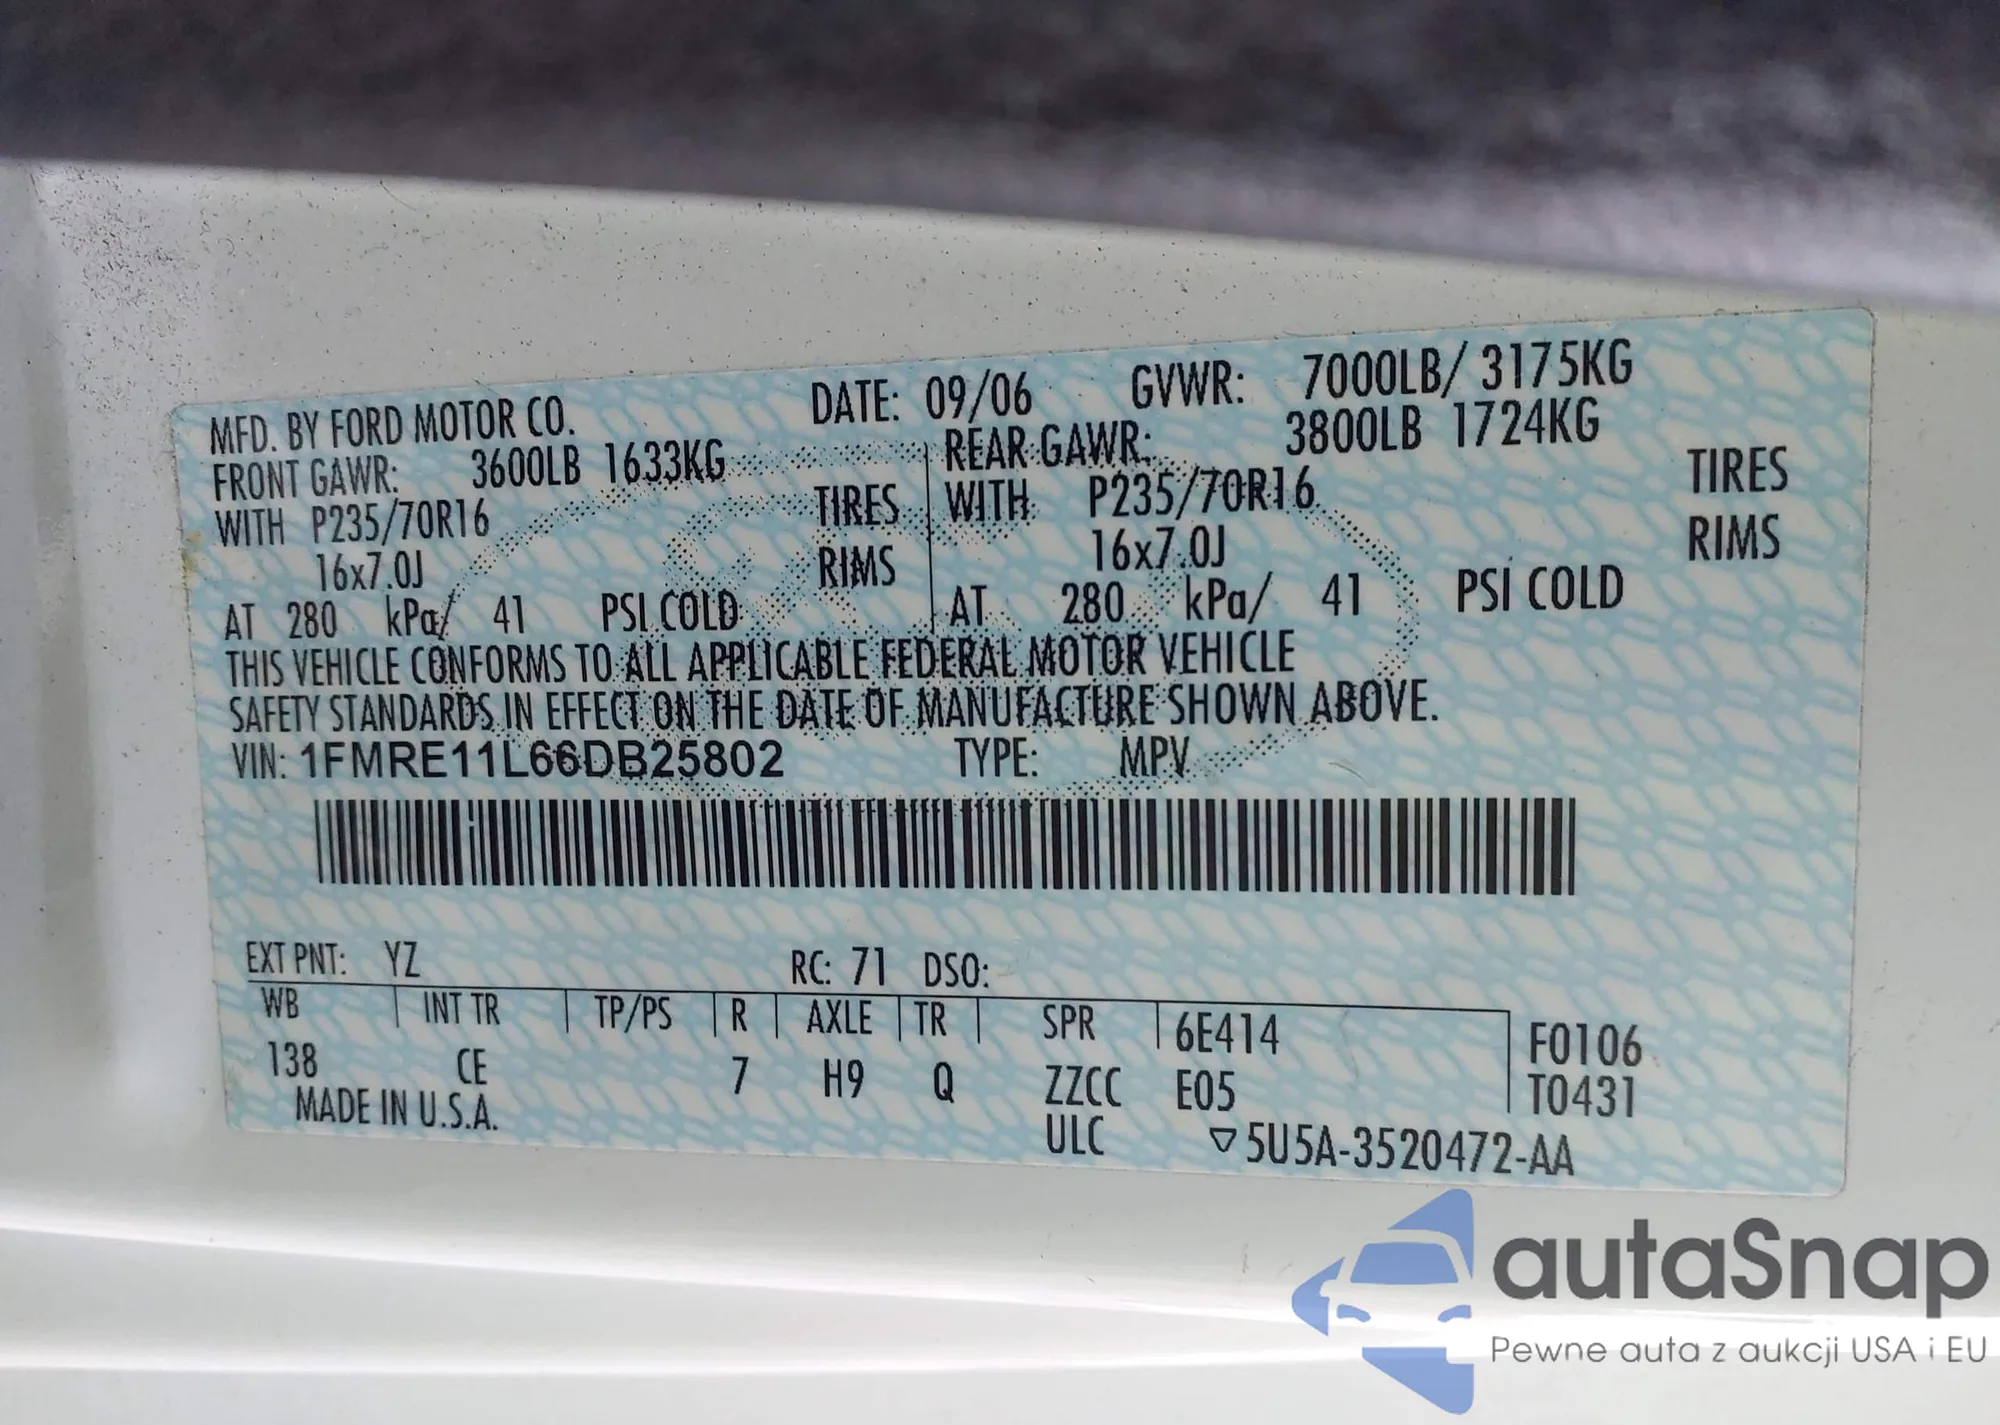 MFD. BY FORD MOTOR CO. DATE: 09/06 GVWR: 7000LB/ 3175KG
FRONT GAWR: 3600LB 1633KG REAR GAWR: 3800LB 1724KG
WITH P235/70R16 TIRES WITH P235/70R16 TIRES
16x7.0J RIMS 16x7.0J RIMS
AT 280 kPa/ 41 PSI COLD AT 280 kPa/ 41 PSI COLD
THIS VEHICLE CONFORMS TO ALL APPLICABLE FEDERAL MOTOR VEHICLE
SAFETY STANDARDS IN EFFECT ON THE DATE OF MANUFACTURE SHOWN ABOVE.
VIN: 1FMRE11L66DB25802 TYPE: MPV
EXT PNT: YZ RC: 71 DSO:
WB INT TR TP/PS R AXLE TR SPR 6E414 F0106
138 CE 7 H9 Q ZZCC E05 T0431
MADE IN U.S.A. ULC ▽5U5A-3520472-AA
autaSnap
Pewne auta z aukcji USA i EU